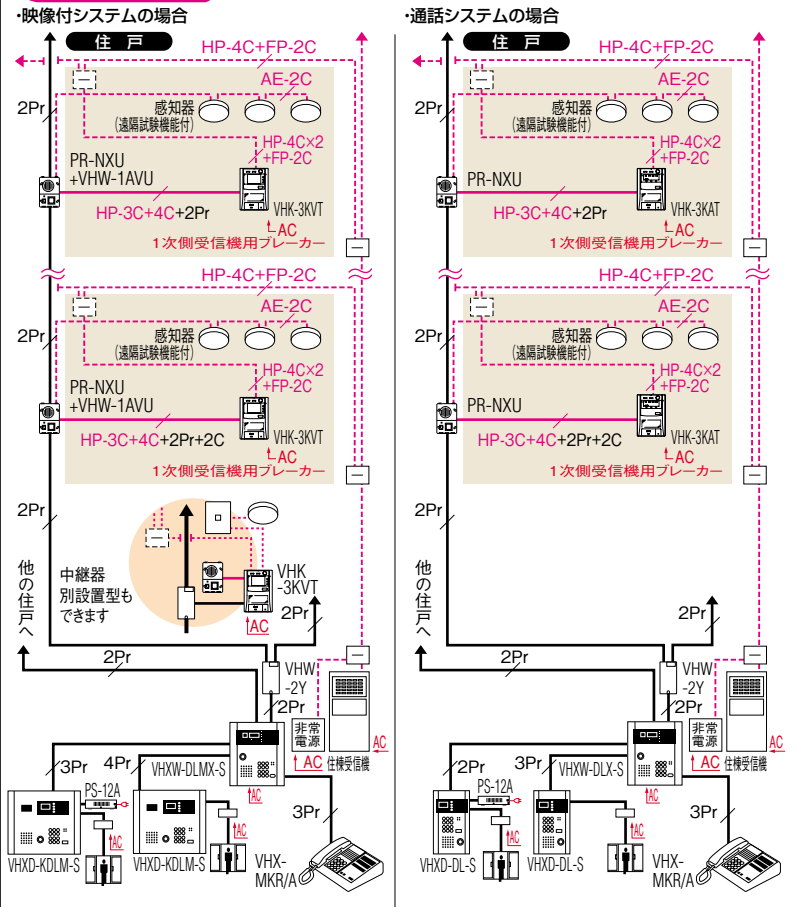 ・映像付システムの場合
住戸
HP-4C+FP-2C
AE-2C
2Pr
感知器
(遠隔試験機能付)
HP-4C×2
+FP-2C
PR-NXU
+VHW-1AVU
HP-3C+4C+2Pr
VHK-3KVT
AC
1次側受信機用ブレーカー
HP-4C+FP-2C
AE-2C
2Pr
感知器
(遠隔試験機能付)
HP-4C×2
+FP-2C
PR-NXU
+VHW-1AVU
HP-3C+4C+2Pr+2C
VHK-3KVT
AC
1次側受信機用ブレーカー
2Pr
他の住戸へ
中継器
別設置型も
できます
VHK
-3KVT
AC
2Pr
2Pr
VHW
-2Y
2Pr
非常
電源
AC
住棟受信機
AC
3Pr
4Pr
VHXW-DLMX-S
AC
PS-12A
AC
AC
3Pr
VHXD-KDLM-S
VHXD-KDLM-S
VHX-
MKR/A
・通話システムの場合
住戸
HP-4C+FP-2C
AE-2C
2Pr
感知器
(遠隔試験機能付)
HP-4C×2
+FP-2C
PR-NXU
HP-3C+4C+2Pr
VHK-3KAT
AC
1次側受信機用ブレーカー
HP-4C+FP-2C
AE-2C
2Pr
感知器
(遠隔試験機能付)
HP-4C×2
+FP-2C
PR-NXU
HP-3C+4C+2Pr+2C
VHK-3KAT
AC
1次側受信機用ブレーカー
2Pr
他の住戸へ
2Pr
2Pr
VHW
-2Y
2Pr
非常
電源
AC
住棟受信機
AC
2Pr
3Pr
VHXW-DLX-S
AC
PS-12A
AC
AC
3Pr
VHXD-DL-S
VHXD-DL-S
VHX-
MKR/A